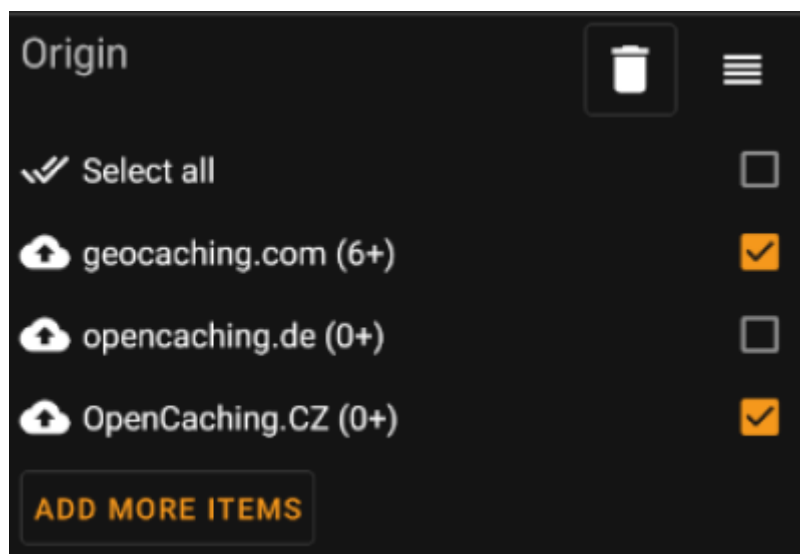 Origin
Select all
geocaching.com (6+)
opencaching.de (0+)
OpenCaching.CZ (0+)
ADD MORE ITEMS